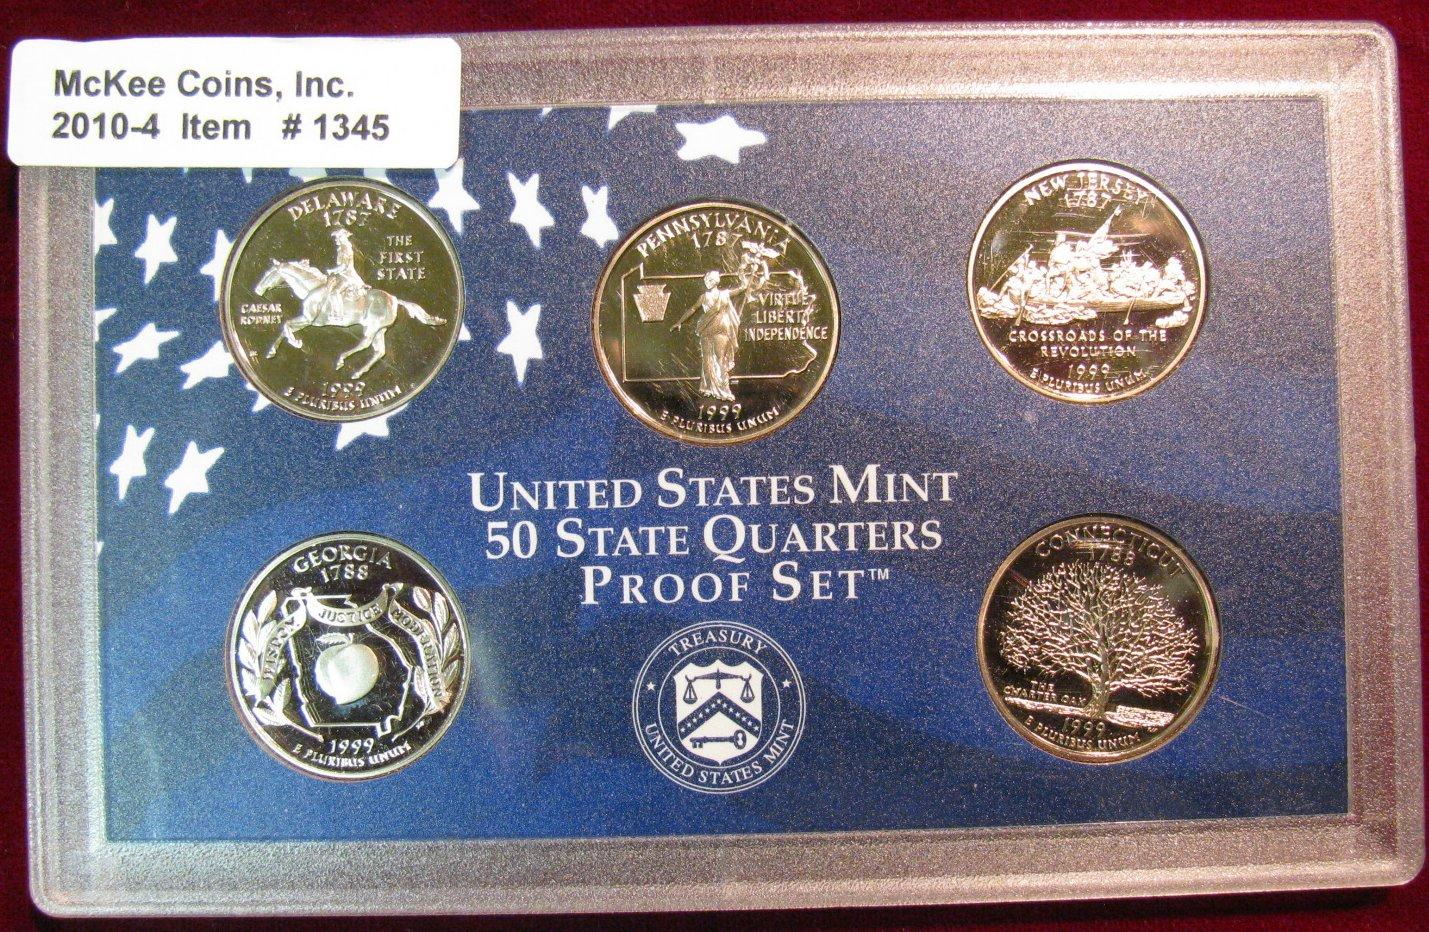 McKee Coins, Inc.
2010-4 Item # 1345
DELAWARE
1787
THE
FIRST
STATE
CAESAR
RODNEY
1999
E PLURIBUS UNUM
PENNSYLVANIA
1787
VIRTUE
LIBERTY
INDEPENDENCE
1999
E PLURIBUS UNUM
NEW JERSEY
1787
CROSSROADS OF THE
REVOLUTION
1999
E PLURIBUS UNUM
UNITED STATES MINT
50 STATE QUARTERS
PROOF SET™
GEORGIA
1788
WISDOM JUSTICE MODERATION
1999
E PLURIBUS UNUM
TREASURY
UNITED STATES MINT
CONNECTICUT
1788
THE
CHARTER OAK
1999
E PLURIBUS UNUM